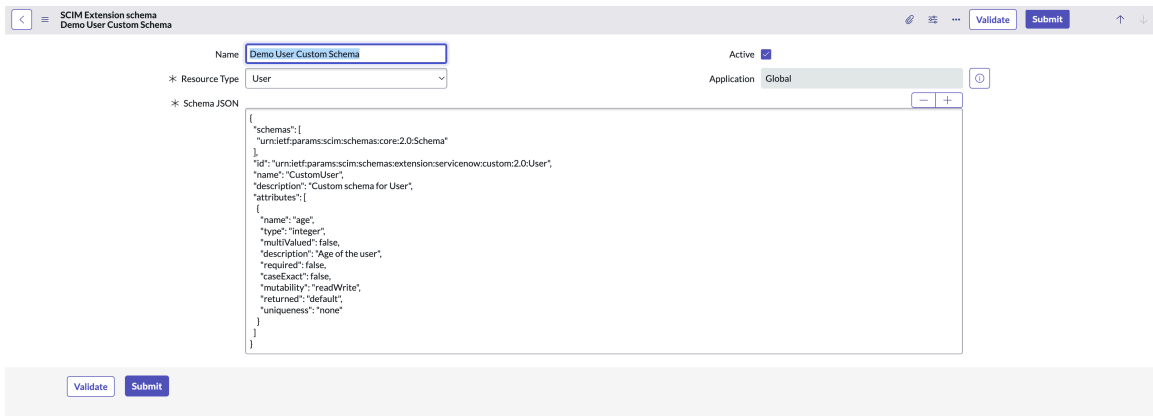 SCIM Extension schema
Demo User Custom Schema
Validate
Submit
Name
Demo User Custom Schema
Active
Resource Type
User
Application
Global
Schema JSON
{
"schemas": [
"urn:ietf:params:scim:schemas:core:2.0:Schema"
],
"id": "urn:ietf:params:scim:schemas:extension:servicenow:custom:2.0:User",
"name": "CustomUser",
"description": "Custom schema for User",
"attributes": [
{
"name": "age",
"type": "integer",
"multiValued": false,
"description": "Age of the user",
"required": false,
"caseExact": false,
"mutability": "readWrite",
"returned": "default",
"uniqueness": "none"
}
]
}
Validate
Submit